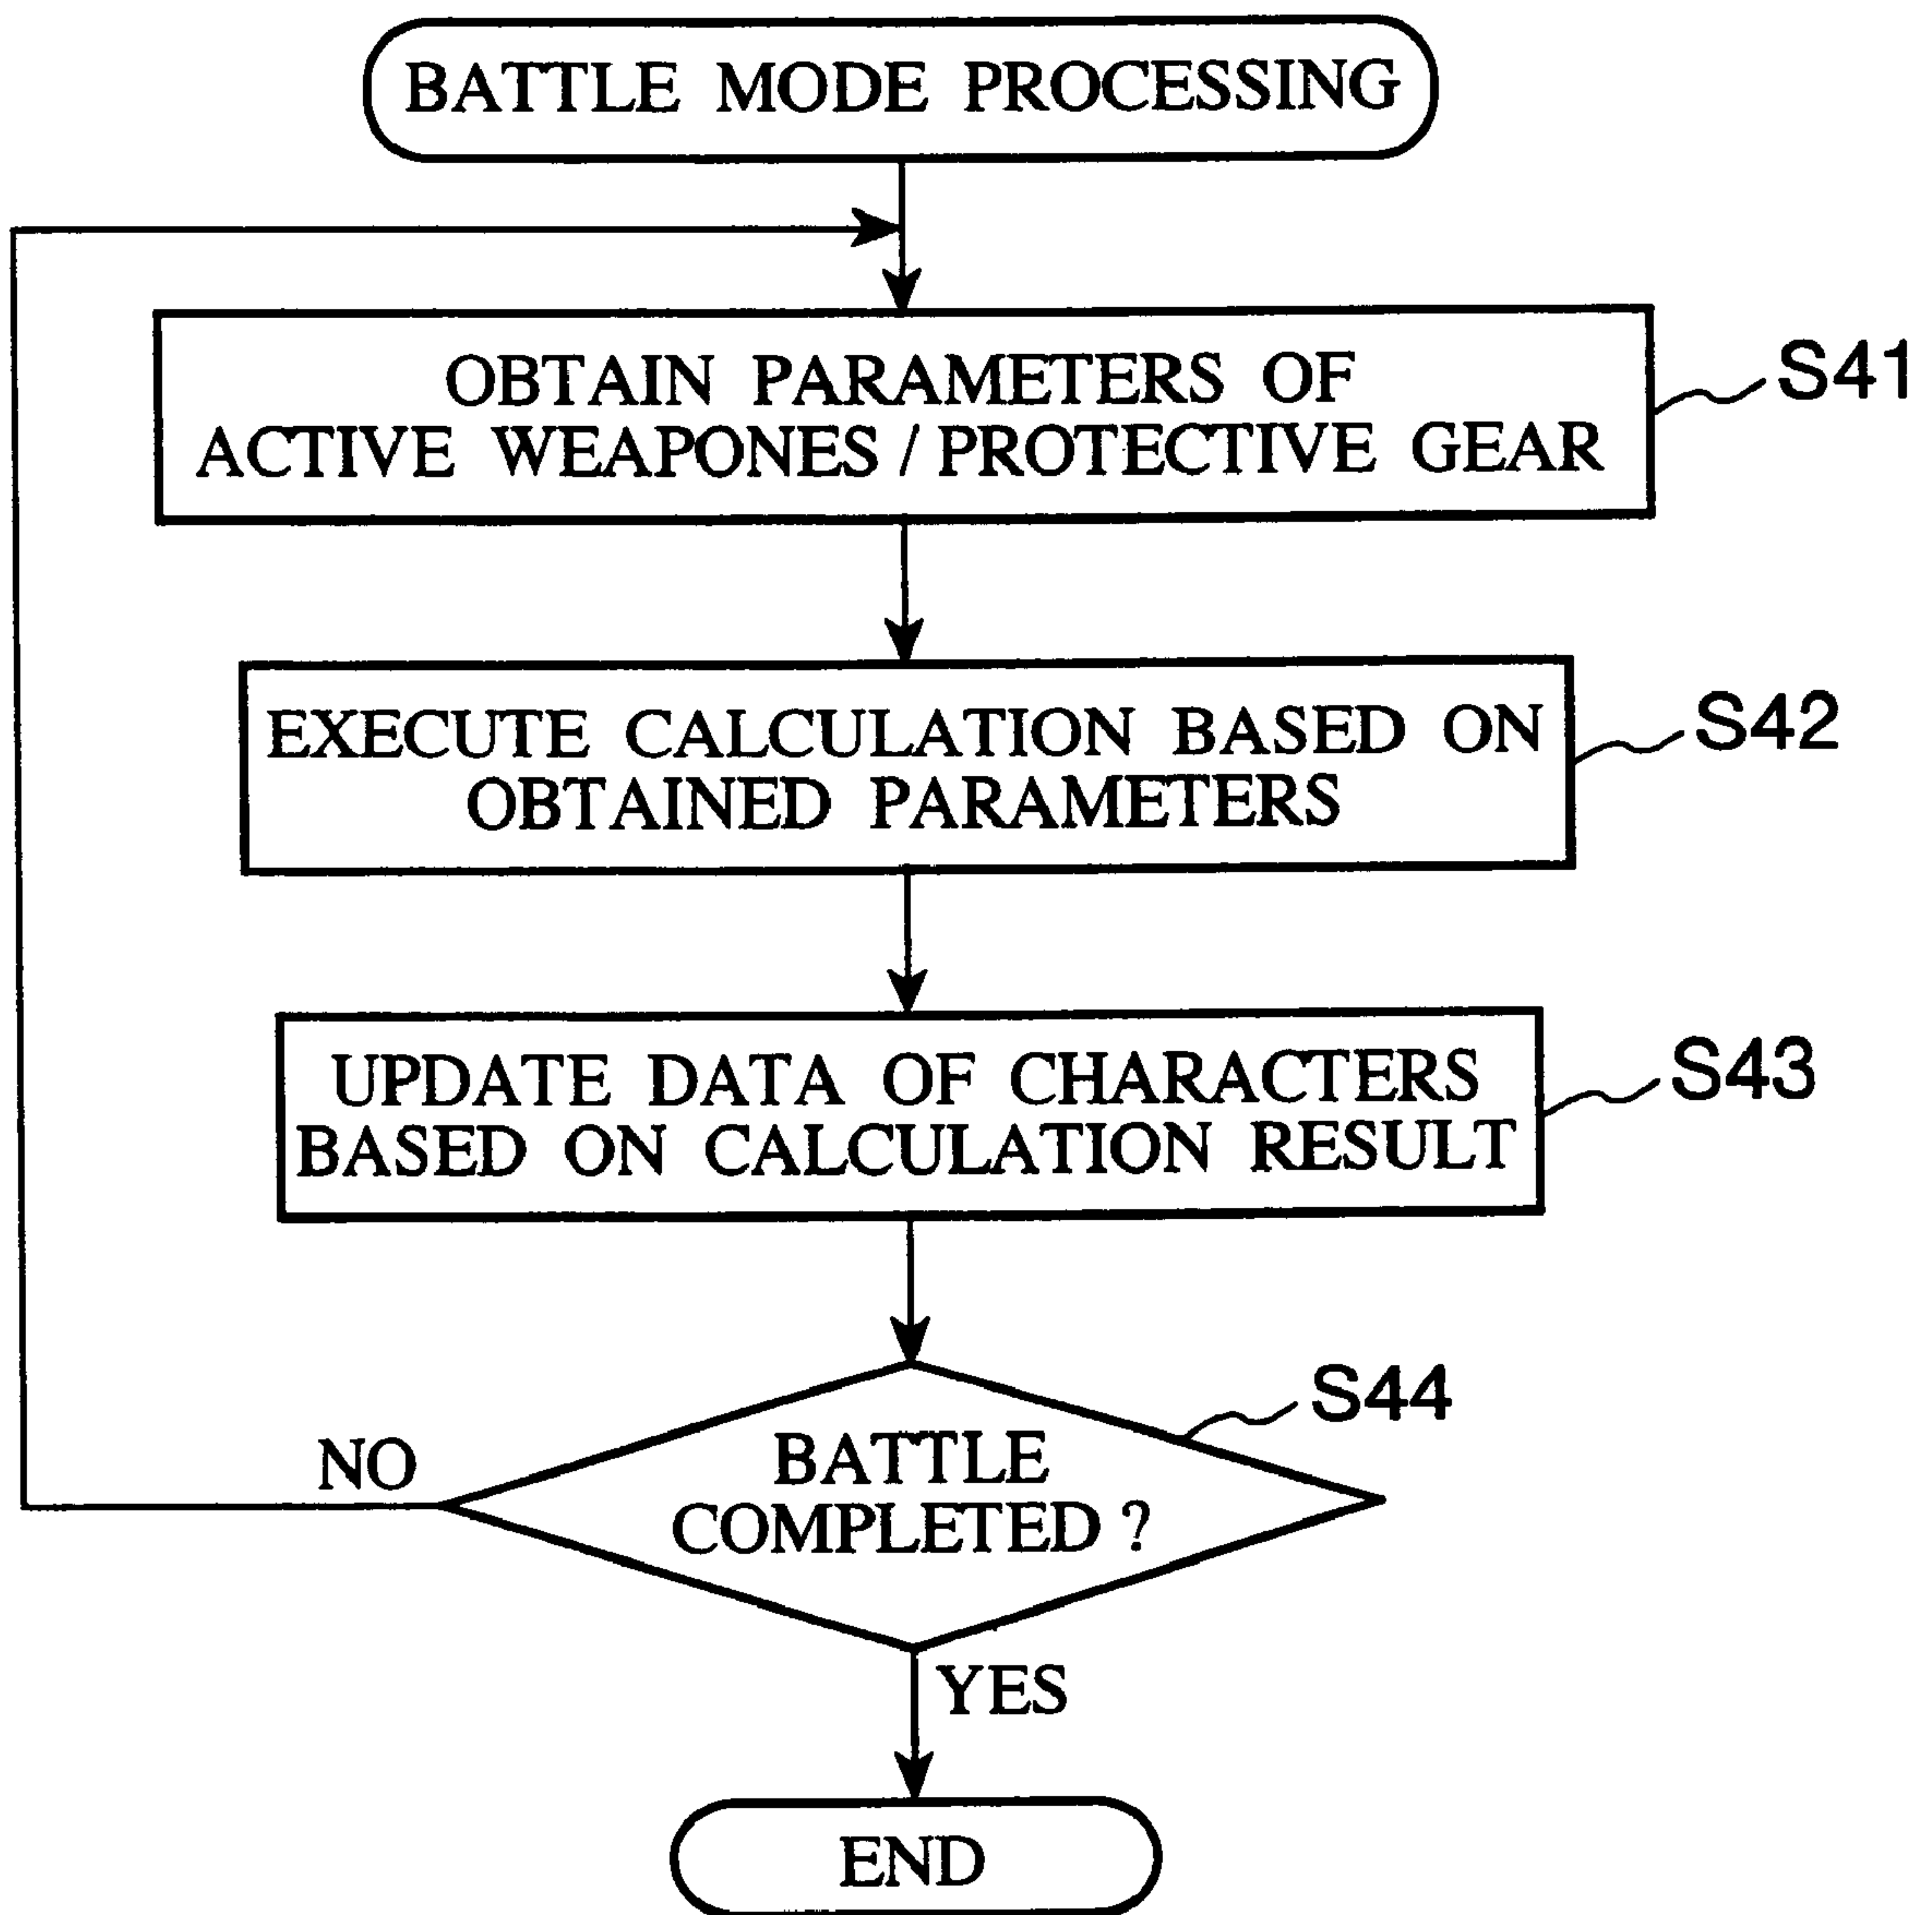 BATTLE MODE PROCESSING
OBTAIN PARAMETERS OF
ACTIVE WEAPONES / PROTECTIVE GEAR
S41
EXECUTE CALCULATION BASED ON
OBTAINED PARAMETERS
S42
UPDATE DATA OF CHARACTERS
BASED ON CALCULATION RESULT
S43
S44
BATTLE
COMPLETED ?
NO
YES
END